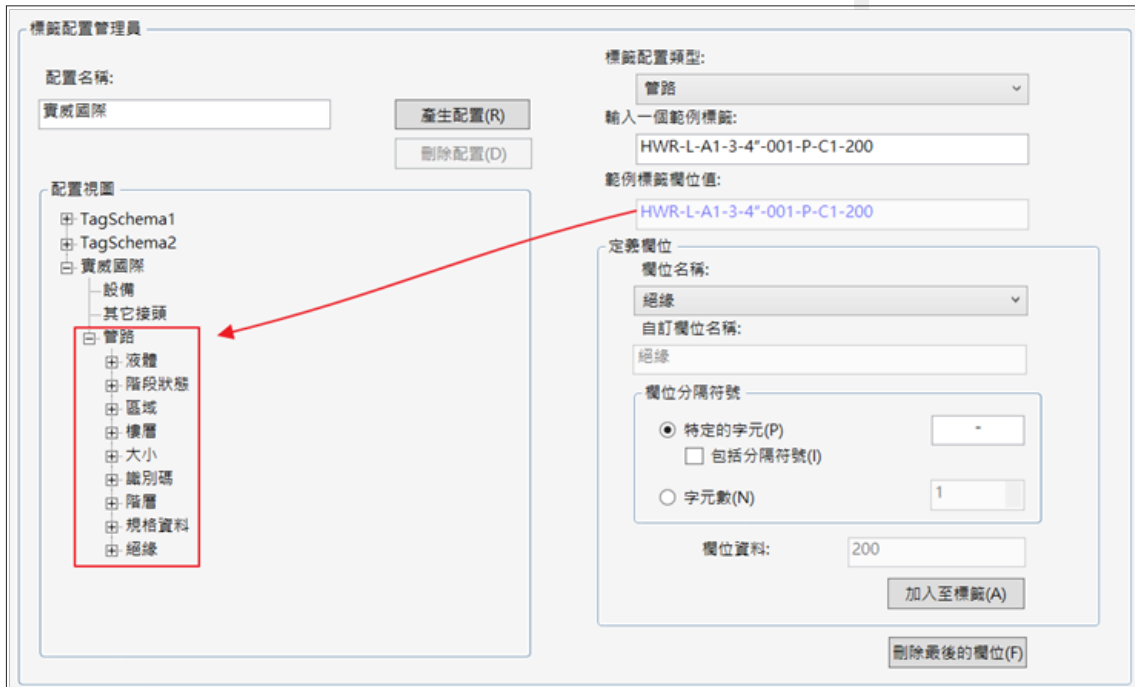 標籤配置管理員
配置名稱:
實威國際
產生配置(R)
刪除配置(D)
配置視圖
TagSchema1
TagSchema2
實威國際
設備
其它接頭
管路
液體
階段狀態
區域
樓層
大小
識別碼
階層
規格資料
絕緣
標籤配置類型:
管路
輸入一個範例標籤:
HWR-L-A1-3-4"-001-P-C1-200
範例標籤欄位值:
HWR-L-A1-3-4"-001-P-C1-200
定義欄位
欄位名稱:
絕緣
自訂欄位名稱:
絕緣
欄位分隔符號
特定的字元(P)
-
包括分隔符號(I)
字元數(N)
1
欄位資料:
200
加入至標籤(A)
刪除最後的欄位(F)